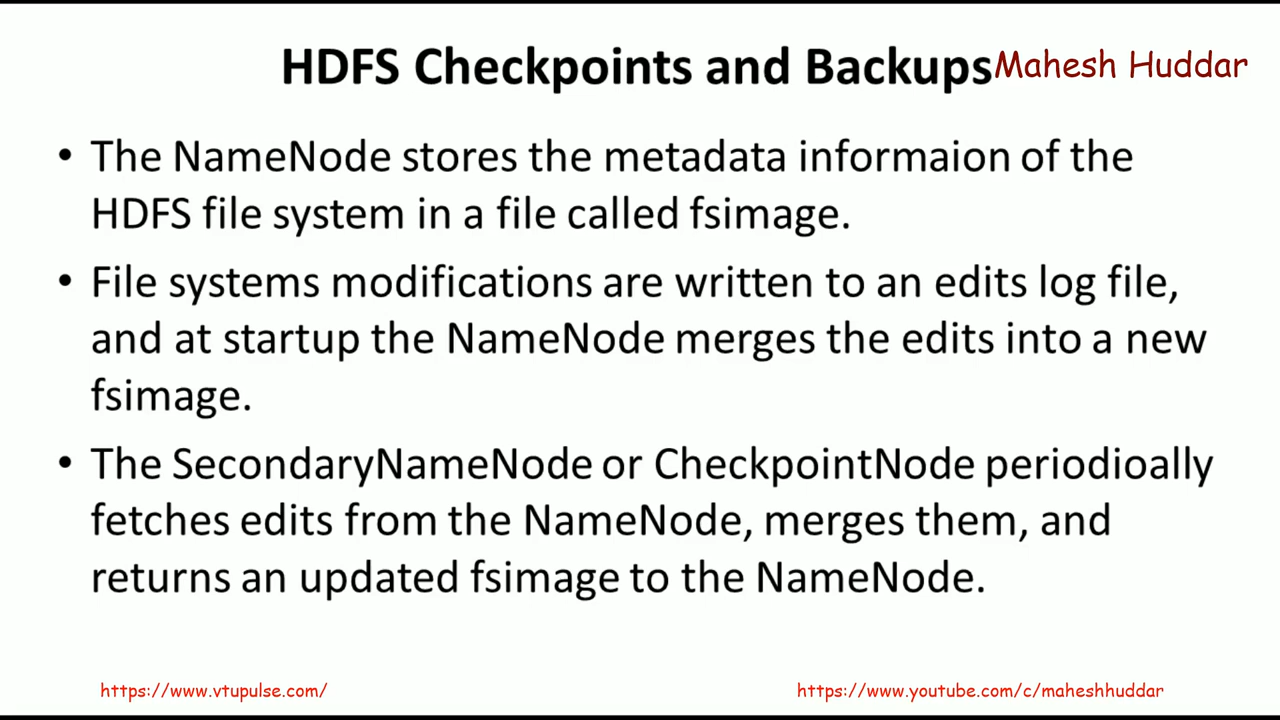 HDFS Checkpoints and Backups
Mahesh Huddar
• The NameNode stores the metadata informaion of the
HDFS file system in a file called fsimage.
• File systems modifications are written to an edits log file,
and at startup the NameNode merges the edits into a new
fsimage.
• The SecondaryNameNode or CheckpointNode periodioally
fetches edits from the NameNode, merges them, and
returns an updated fsimage to the NameNode.
https://www.vtupulse.com/
https://www.youtube.com/c/maheshhuddar